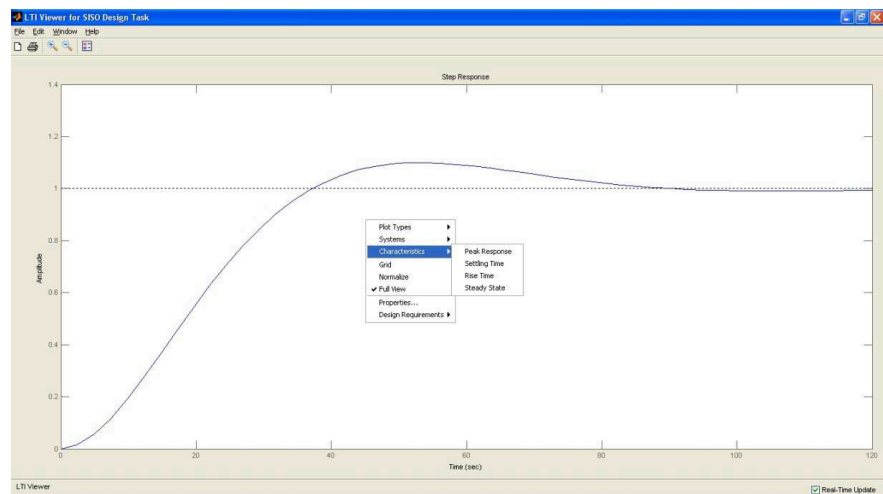 LTI Viewer for SISO Design Task
File Edit Window Help
Step Response
1.4
1.2
1
0.8
0.6
0.4
0.2
0
Amplitude
Plot Types
Systems
Characteristics
Grid
Normalize
Full View
Properties...
Design Requirements
Peak Response
Settling Time
Rise Time
Steady State
0 20 40 60 80 100 120
Time (sec)
LTI Viewer
Real-Time Update